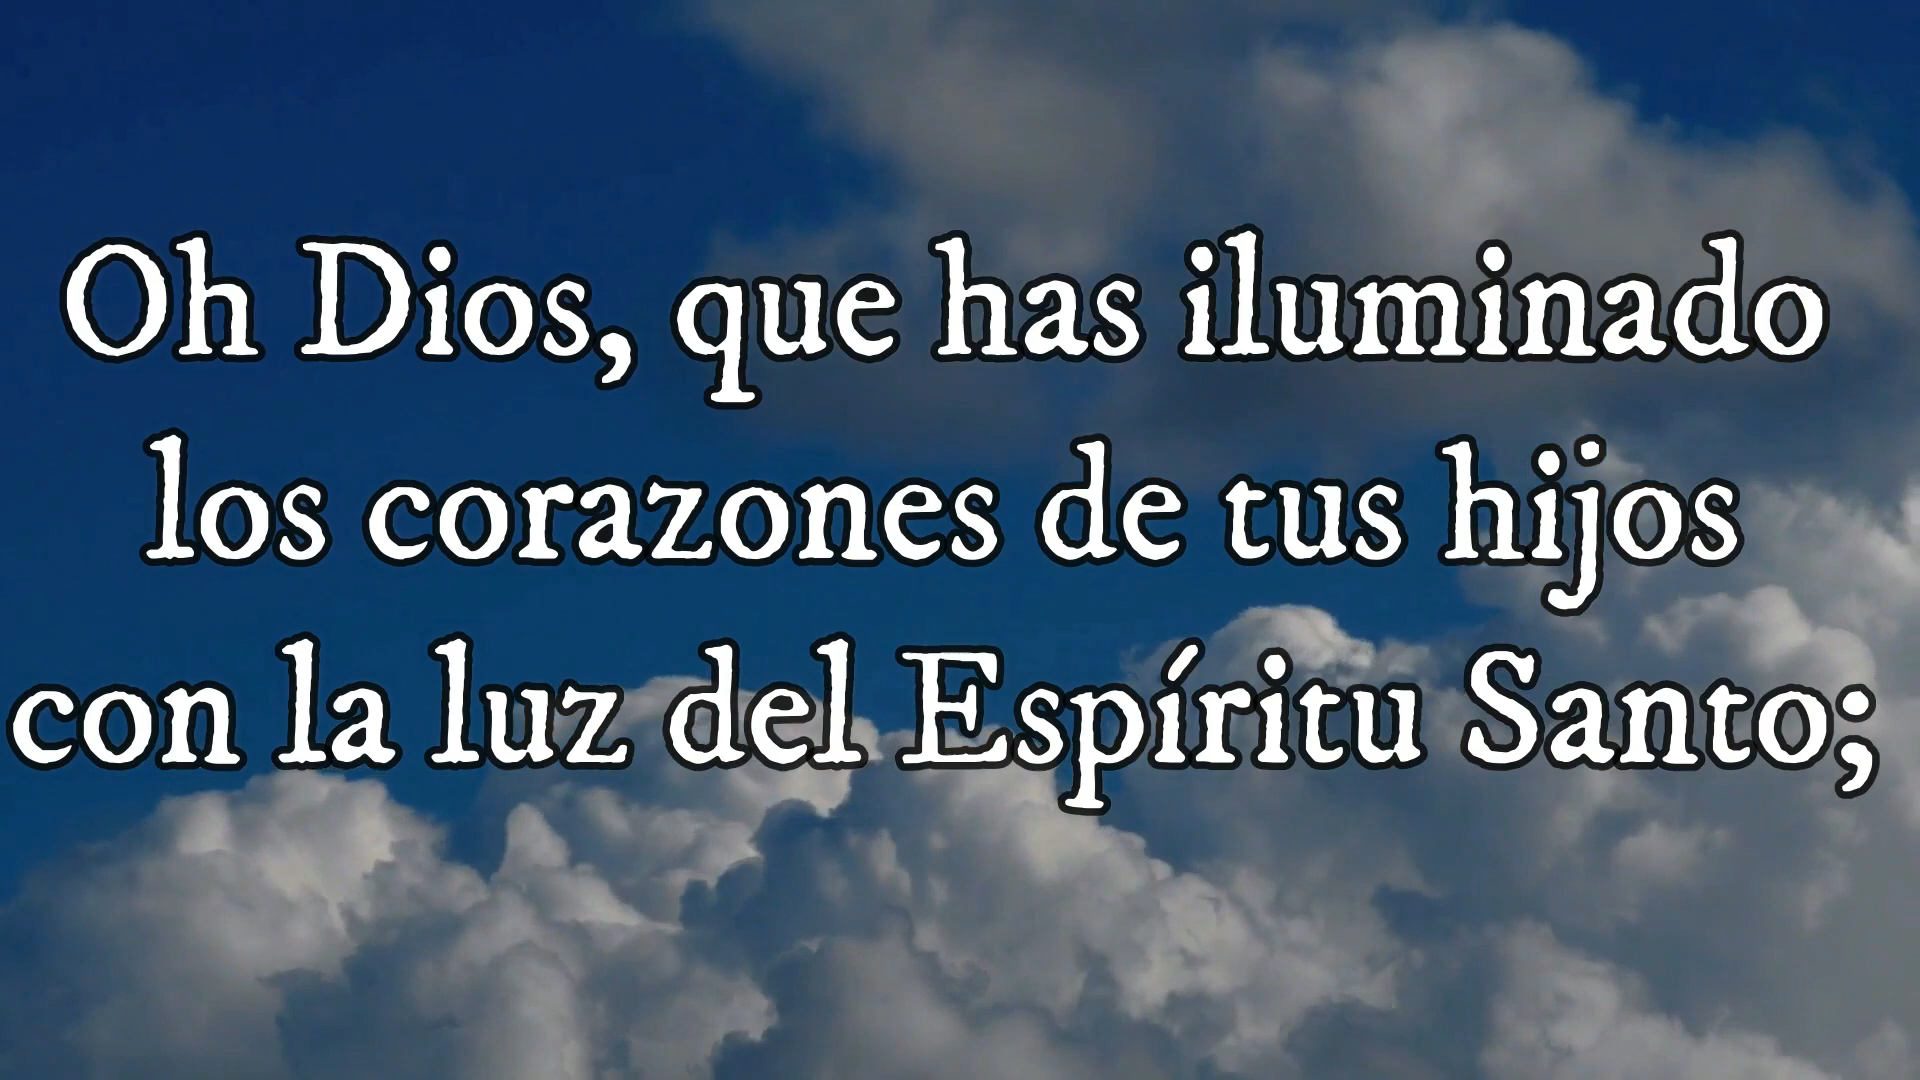 Oh Dios, que has iluminado
los corazones de tus hijos
con la luz del Espíritu Santo;